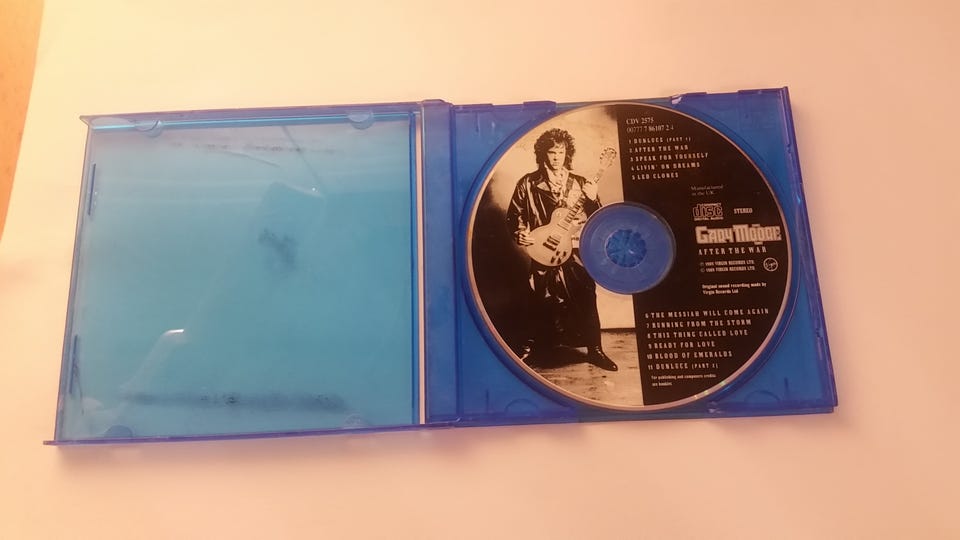 CDV 2575
00777 7 86107 2 4
1 DUNLUCE (PART 1)
2 AFTER THE WAR
3 SPEAK FOR YOURSELF
4 LIVIN' ON DREAMS
5 LED CLONES
Manufactured
in the UK
COMPACT
disc
DIGITAL AUDIO
STEREO
GARY MOORE
AFTER THE WAR
℗ 1989 VIRGIN RECORDS LTD.
© 1989 VIRGIN RECORDS LTD.
Virgin
Original sound recording made by
Virgin Records Ltd
6 THE MESSIAH WILL COME AGAIN
7 RUNNING FROM THE STORM
8 THIS THING CALLED LOVE
9 READY FOR LOVE
10 BLOOD OF EMERALDS
11 DUNLUCE (PART 2)
For publishing and composers credits
see booklet